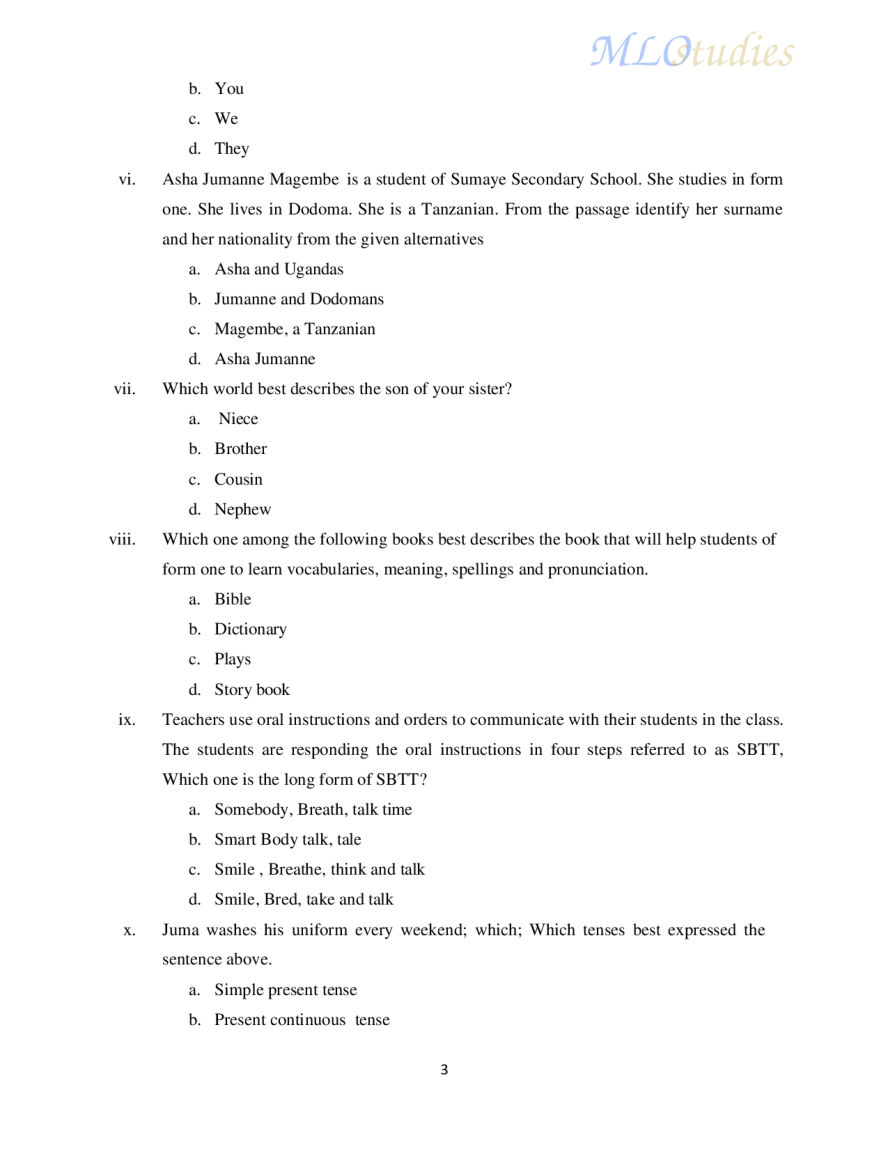 MLOstudies
b. You
c. We
d. They
vi. Asha Jumanne Magembe is a student of Sumaye Secondary School. She studies in form
one. She lives in Dodoma. She is a Tanzanian. From the passage identify her surname
and her nationality from the given alternatives
a. Asha and Ugandas
b. Jumanne and Dodomans
c. Magembe, a Tanzanian
d. Asha Jumanne
vii. Which world best describes the son of your sister?
a. Niece
b. Brother
c. Cousin
d. Nephew
viii. Which one among the following books best describes the book that will help students of
form one to learn vocabularies, meaning, spellings and pronunciation.
a. Bible
b. Dictionary
c. Plays
d. Story book
ix. Teachers use oral instructions and orders to communicate with their students in the class.
The students are responding the oral instructions in four steps referred to as SBTT,
Which one is the long form of SBTT?
a. Somebody, Breath, talk time
b. Smart Body talk, tale
c. Smile , Breathe, think and talk
d. Smile, Bred, take and talk
x. Juma washes his uniform every weekend; which; Which tenses best expressed the
sentence above.
a. Simple present tense
b. Present continuous tense
3